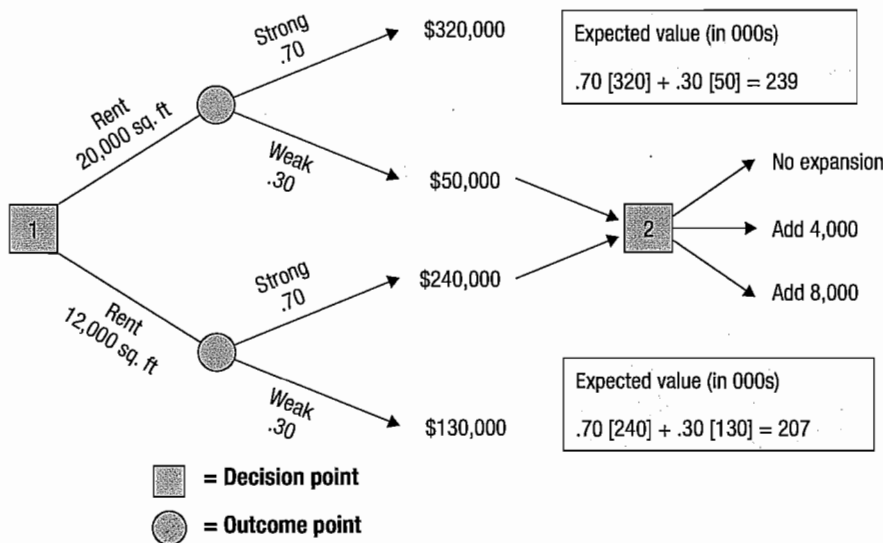 Strong
.70
$320,000
Expected value (in 000s)
.70 [320] + .30 [50] = 239
Rent
20,000 sq. ft
Weak
.30
$50,000
No expansion
1
2
Add 4,000
Strong
.70
$240,000
Add 8,000
Rent
12,000 sq. ft
Weak
.30
$130,000
Expected value (in 000s)
.70 [240] + .30 [130] = 207
= Decision point
= Outcome point